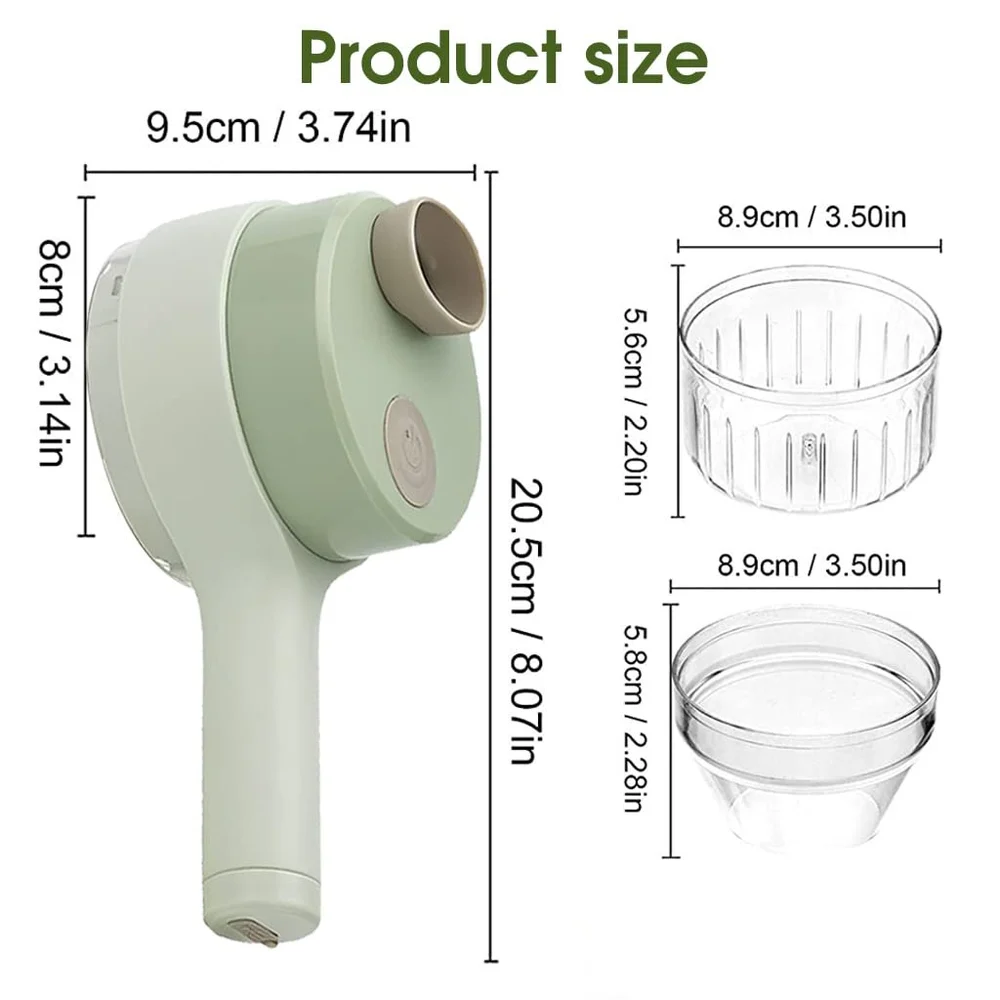 Product size
9.5cm / 3.74in
8cm / 3.14in
20.5cm / 8.07in
8.9cm / 3.50in
5.6cm / 2.20in
8.9cm / 3.50in
5.8cm / 2.28in